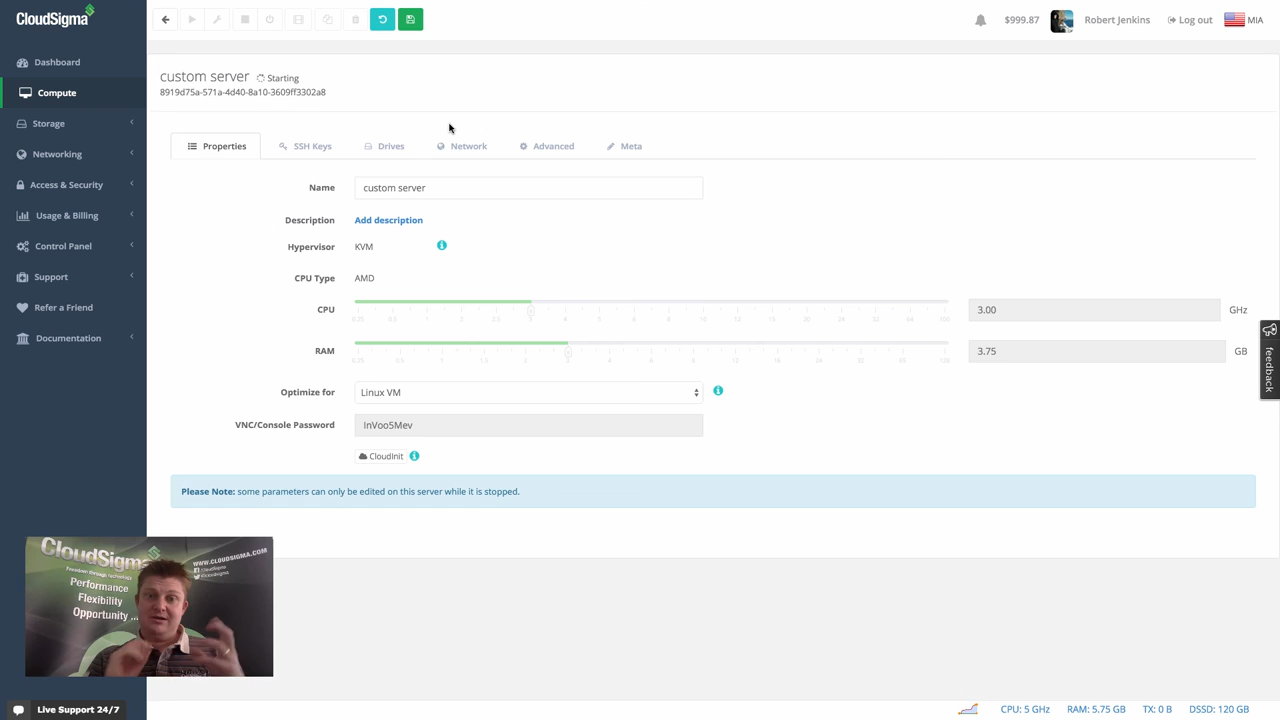 CloudSigma
$999.87
Robert Jenkins
Log out
MIA
Dashboard
Compute
Storage
Networking
Access & Security
Usage & Billing
Control Panel
Support
Refer a Friend
Documentation
custom server Starting
8919d75a-571a-4d40-8a10-3609ff3302a8
Properties
SSH Keys
Drives
Network
Advanced
Meta
Name custom server
Description Add description
Hypervisor KVM
CPU Type AMD
CPU 3.00 GHz
RAM 3.75 GB
Optimize for Linux VM
VNC/Console Password InVoo5Mev
CloudInit
Please Note: some parameters can only be edited on this server while it is stopped.
feedback
CloudSigma
Freedom through technology
Performance
Flexibility
Opportunity ...
WWW.CLOUDSIGMA.COM
/CloudSigma
@cloudsigma
Live Support 24/7
CPU: 5 GHz RAM: 5.75 GB TX: 0 B DSSD: 120 GB